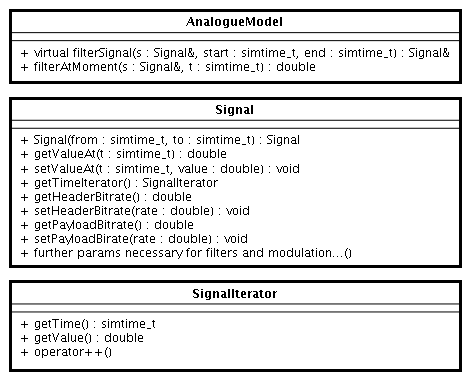 AnalogueModel
+ virtual filterSignal(s : Signal&, start : simtime_t, end : simtime_t) : Signal&
+ filterAtMoment(s : Signal&, t : simtime_t) : double
Signal
+ Signal(from : simtime_t, to : simtime_t) : Signal
+ getValueAt(t : simtime_t) : double
+ setValueAt(t : simtime_t, value : double) : void
+ getTimeIterator() : SignalIterator
+ getHeaderBitrate() : double
+ setHeaderBitrate(rate : double) : void
+ getPayloadBitrate() : double
+ setPayloadBirate(rate : double) : void
+ further params necessary for filters and modulation...()
SignalIterator
+ getTime() : simtime_t
+ getValue() : double
+ operator++()